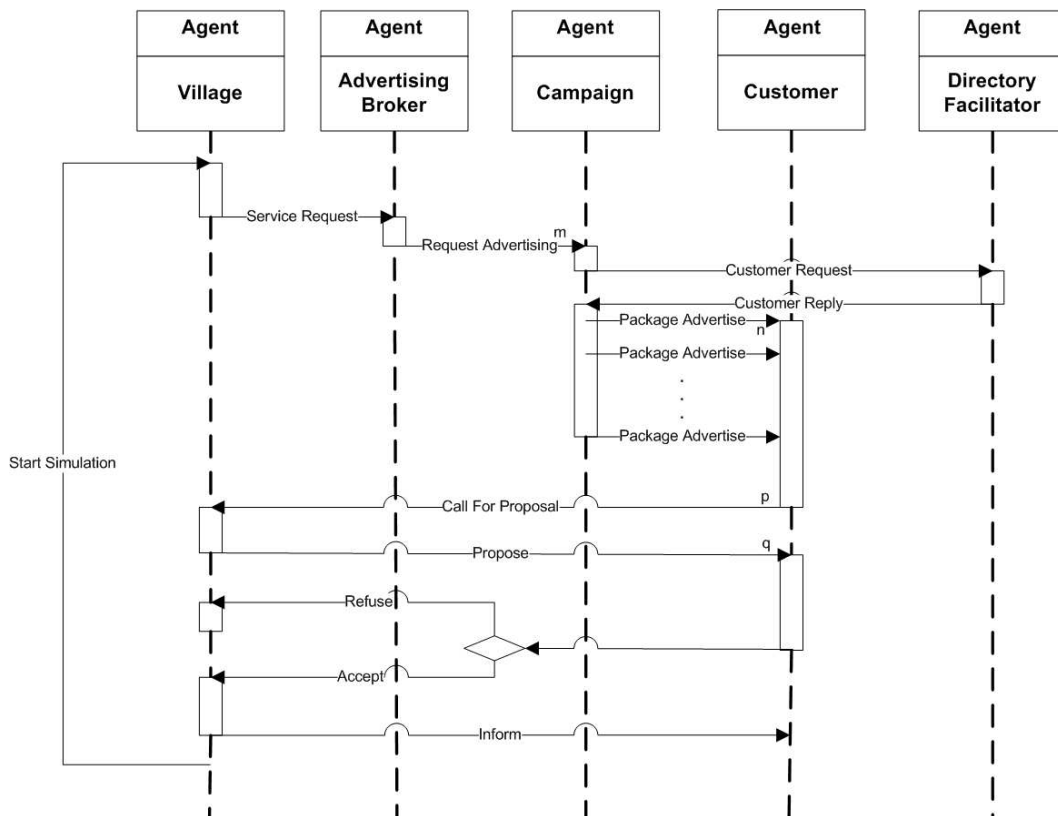 Agent
Village
Agent
Advertising
Broker
Agent
Campaign
Agent
Customer
Agent
Directory
Facilitator
Service Request
Request Advertising
m
Customer Request
Customer Reply
Package Advertise
n
Package Advertise
.
.
.
Package Advertise
Start Simulation
Call For Proposal
p
Propose
q
Refuse
Accept
Inform